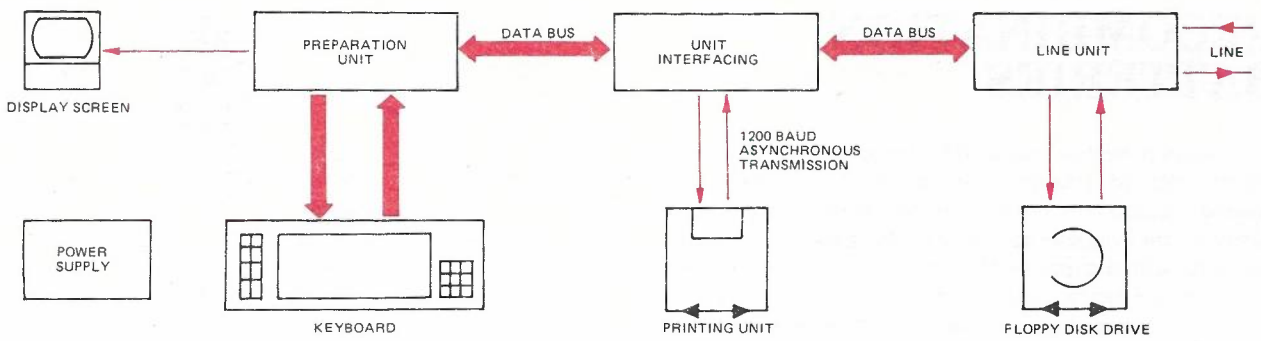 PREPARATION
UNIT
DATA BUS
UNIT
INTERFACING
DATA BUS
LINE UNIT
LINE
DISPLAY SCREEN
1200 BAUD
ASYNCHRONOUS
TRANSMISSION
POWER
SUPPLY
KEYBOARD
PRINTING UNIT
FLOPPY DISK DRIVE